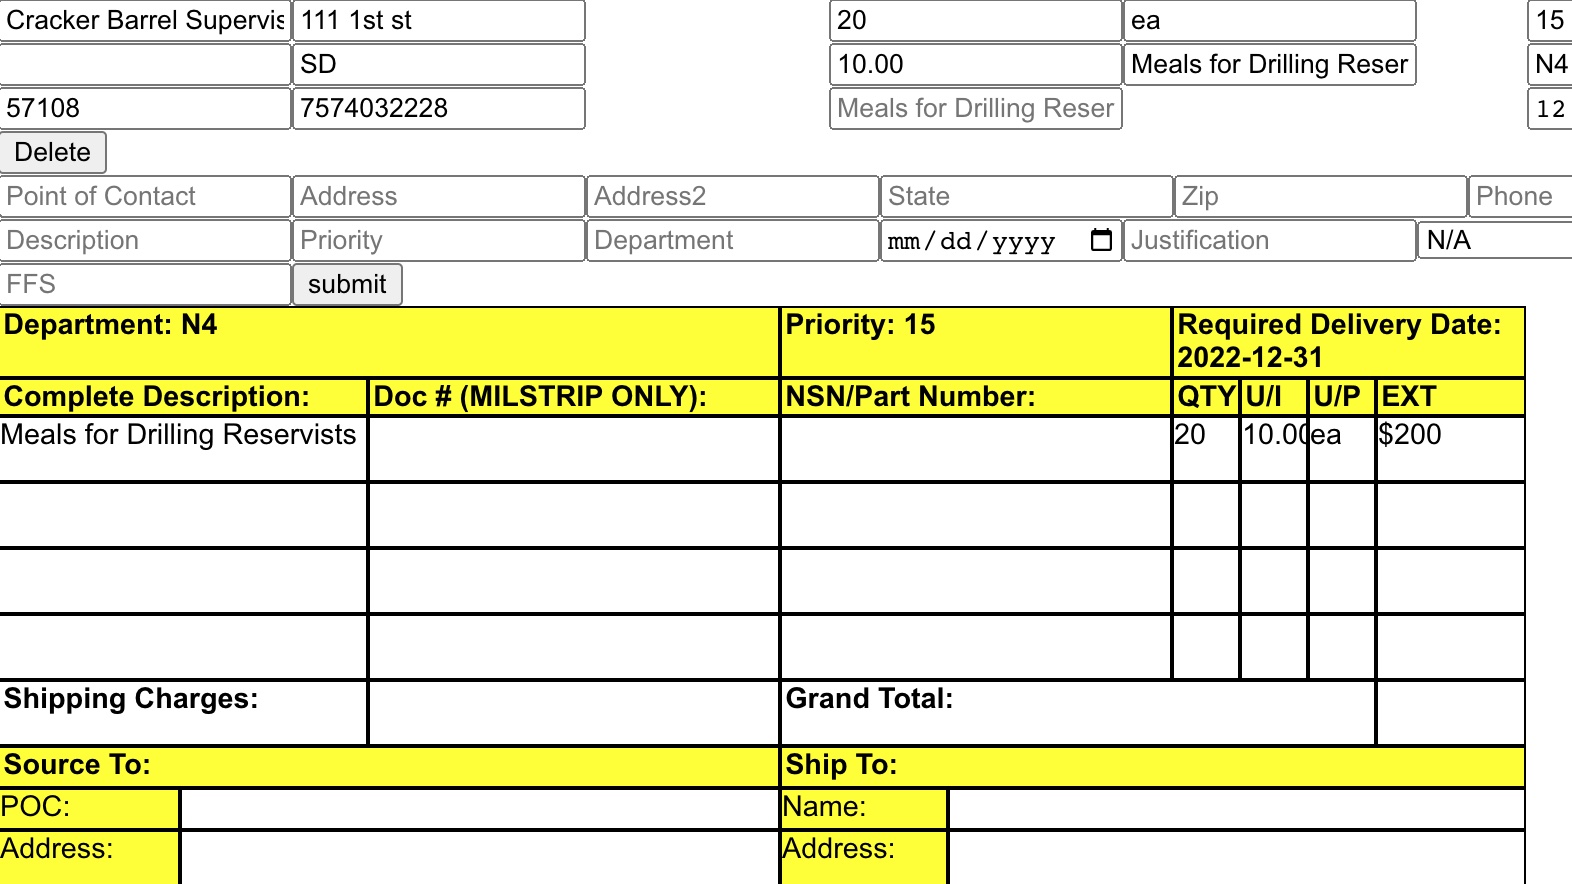 Cracker Barrel Supervis 111 1st st 20 ea 15
SD 10.00 Meals for Drilling Reser N4
57108 7574032228 Meals for Drilling Reser 12
Delete
Point of Contact Address Address2 State Zip Phone
Description Priority Department mm/dd/yyyy Justification N/A
FFS submit
Department: N4 Priority: 15 Required Delivery Date:
2022-12-31
Complete Description: Doc # (MILSTRIP ONLY): NSN/Part Number: QTY U/I U/P EXT
Meals for Drilling Reservists 20 10.00 ea $200
Shipping Charges: Grand Total:
Source To: Ship To:
POC: Name:
Address: Address: